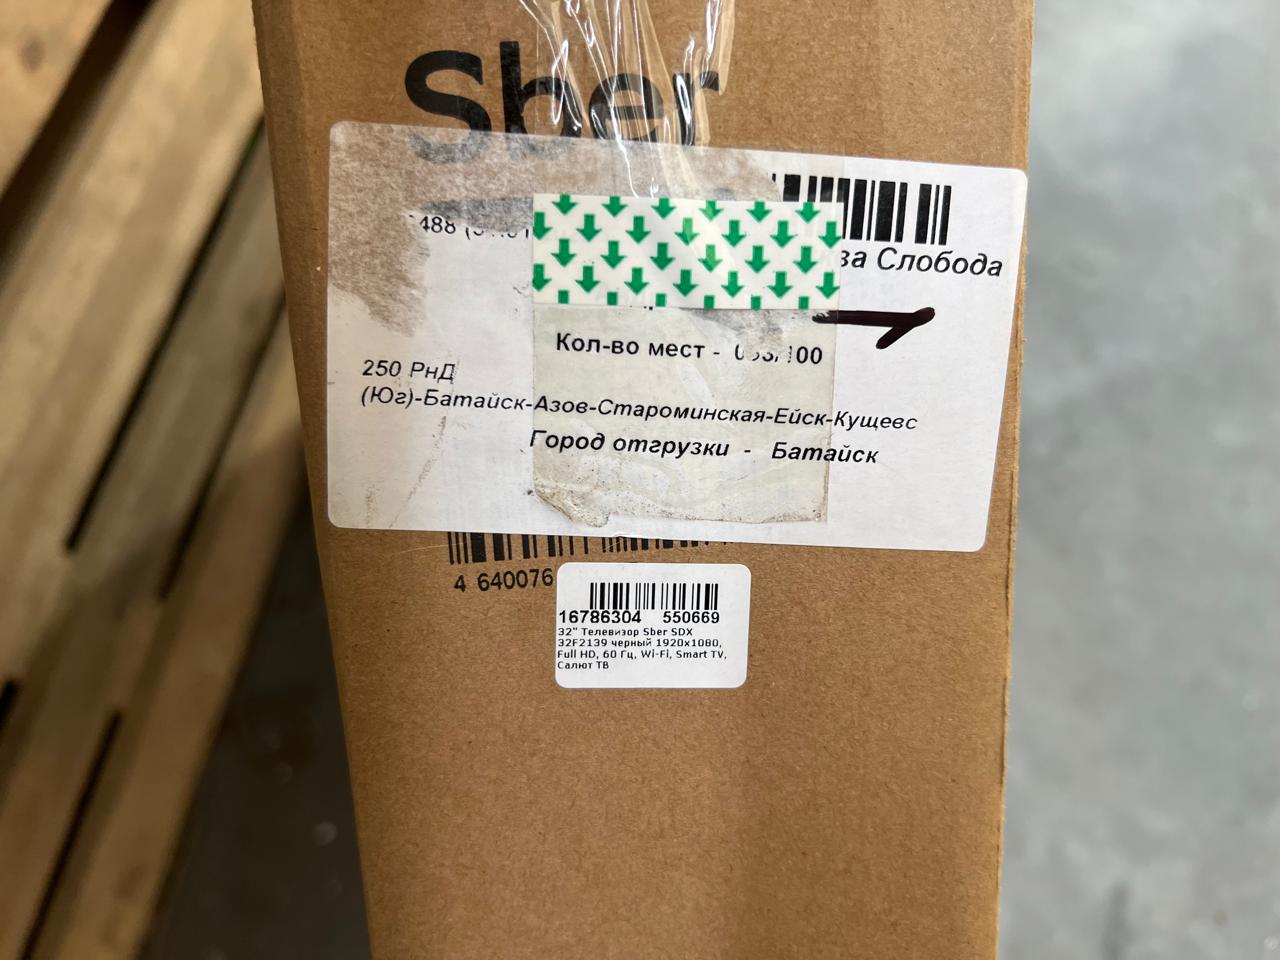 Sber
Слобода
Кол-во мест -
250 РнД
(Юг)-Батайск-Азов-Староминская-Ейск-Кущевс
Город отгрузки - Батайск
4 640076
16786304 550669
32" Телевизор Sber SDX
32F2139 черный 1920x1080,
Full HD, 60 Гц, Wi-Fi, Smart TV,
Салют ТВ